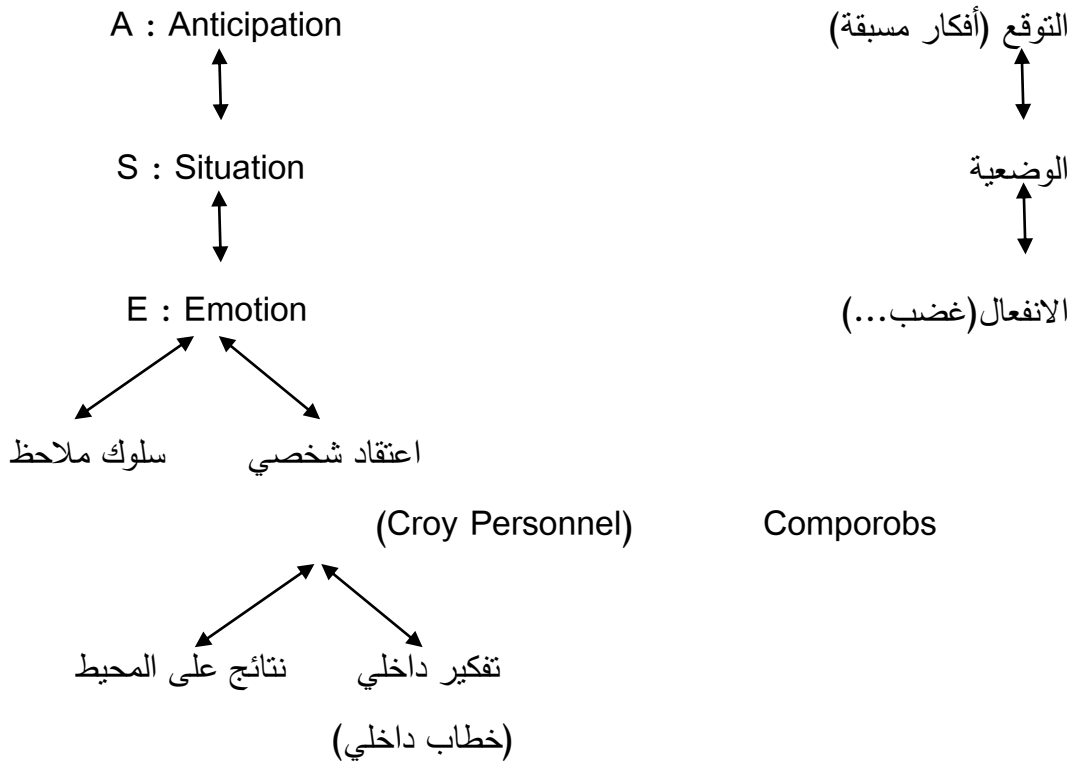 A : Anticipation التوقع (أفكار مسبقة)
S : Situation الوضعية
E : Emotion الانفعال(غضب...)
اعتقاد شخصي سلوك ملاحظ
(Croy Personnel) Comporobs
تفكير داخلي نتائج على المحيط
(خطاب داخلي)